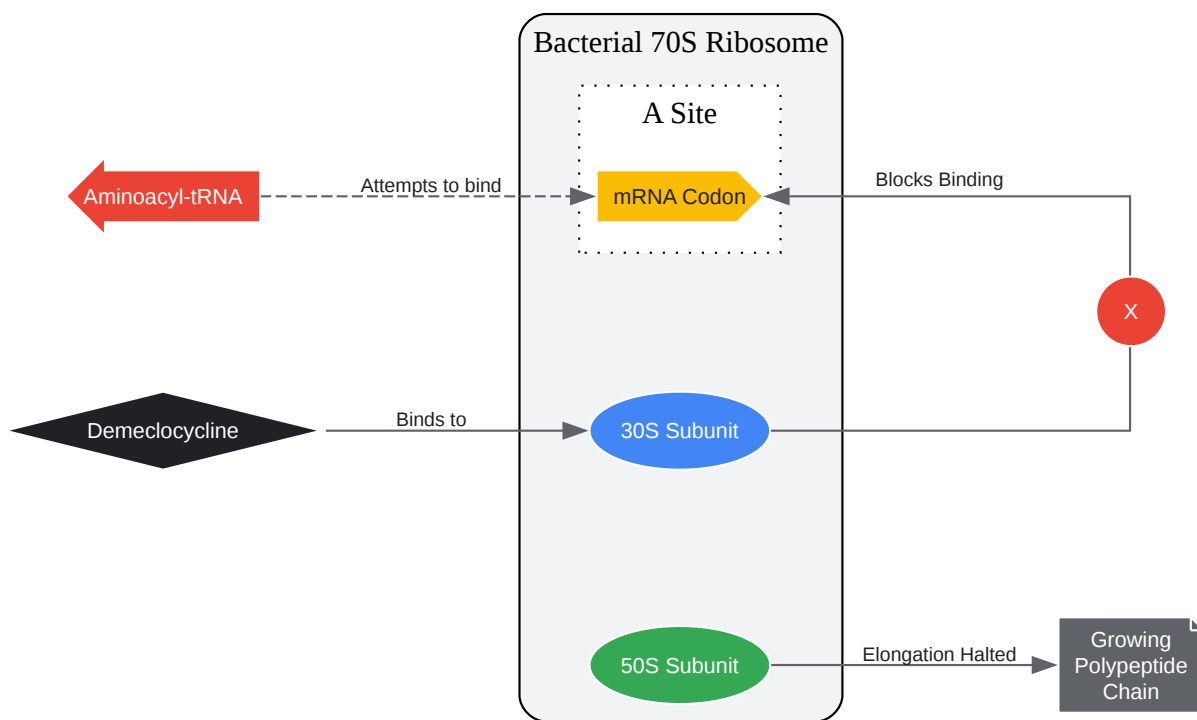 Bacterial 70S Ribosome
A Site
Aminoacyl-tRNA
Attempts to bind
mRNA Codon
Blocks Binding
X
Demeclocycline
Binds to
30S Subunit
50S Subunit
Elongation Halted
Growing
Polypeptide
Chain